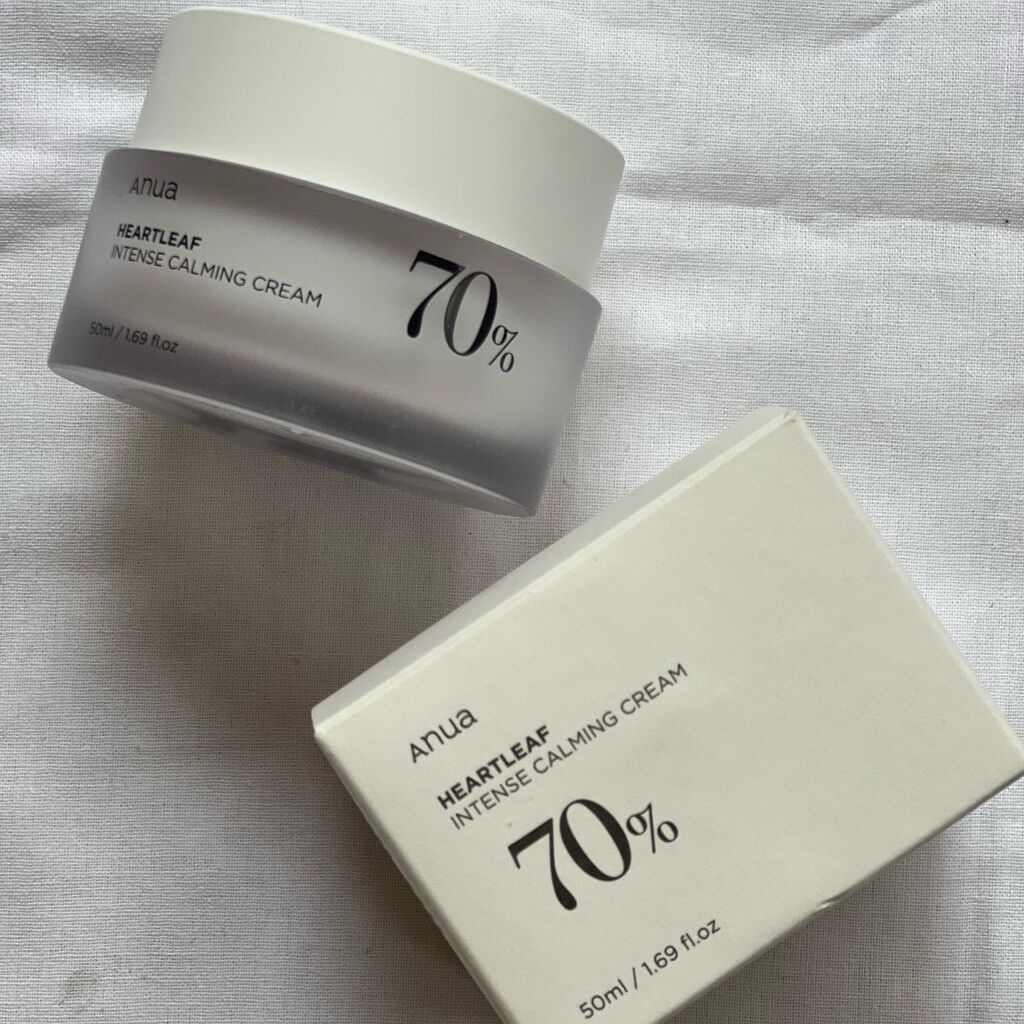 Anua
HEARTLEAF
INTENSE CALMING CREAM
70%
50ml / 1.69 fl.oz
Anua
HEARTLEAF
INTENSE CALMING CREAM
70%
50ml / 1.69 fl.oz